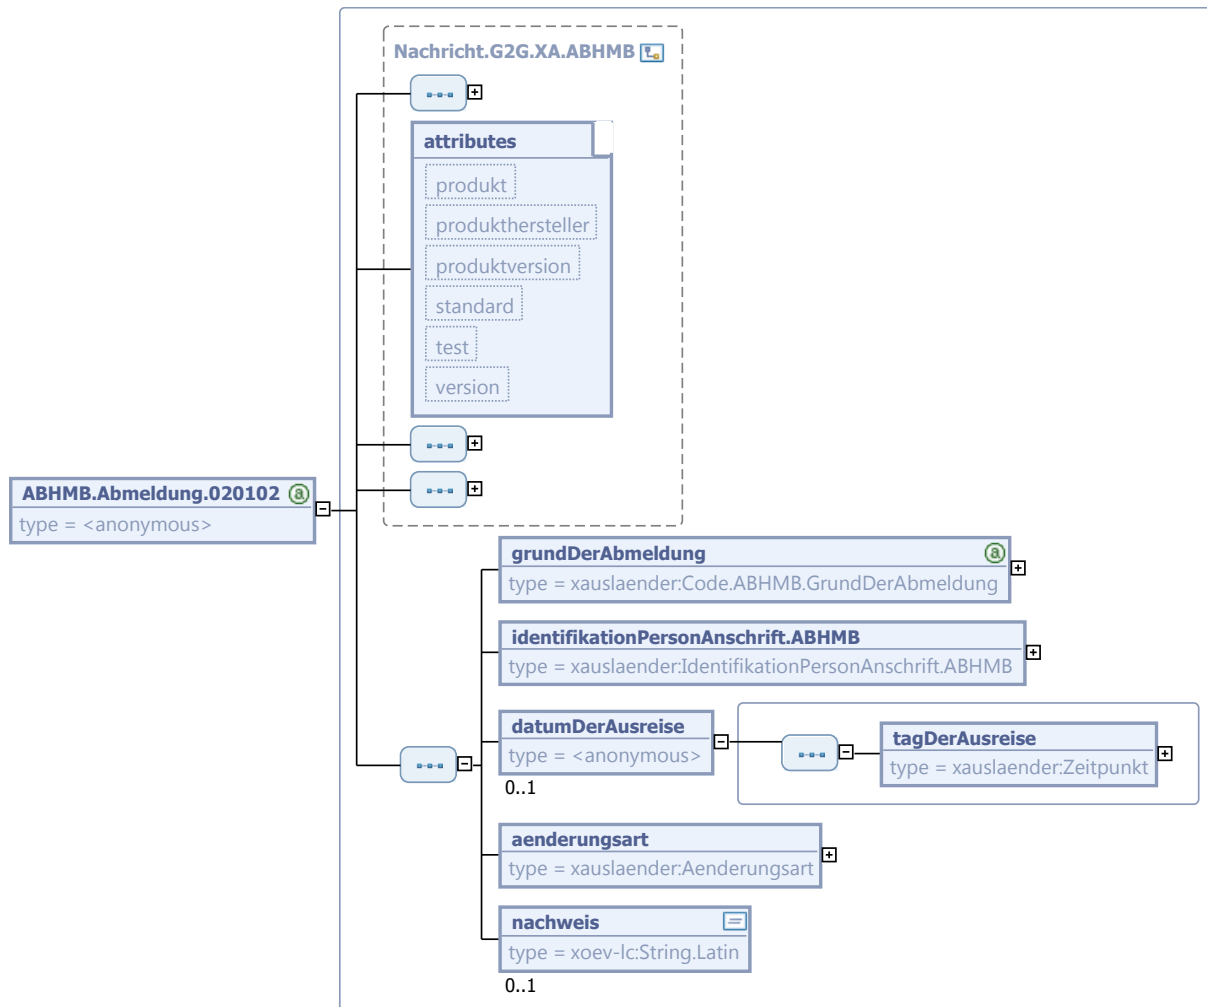 Nachricht.G2G.XA.ABHMB
attributes
produkt
produkthersteller
produktversion
standard
test
version
ABHMB.Abmeldung.020102
type = <anonymous>
grundDerAbmeldung
type = xauslaender:Code.ABHMB.GrundDerAbmeldung
identifikationPersonAnschrift.ABHMB
type = xauslaender:IdentifikationPersonAnschrift.ABHMB
datumDerAusreise
type = <anonymous>
0..1
tagDerAusreise
type = xauslaender:Zeitpunkt
aenderungsart
type = xauslaender:Aenderungsart
nachweis
type = xoev-lc:String.Latin
0..1